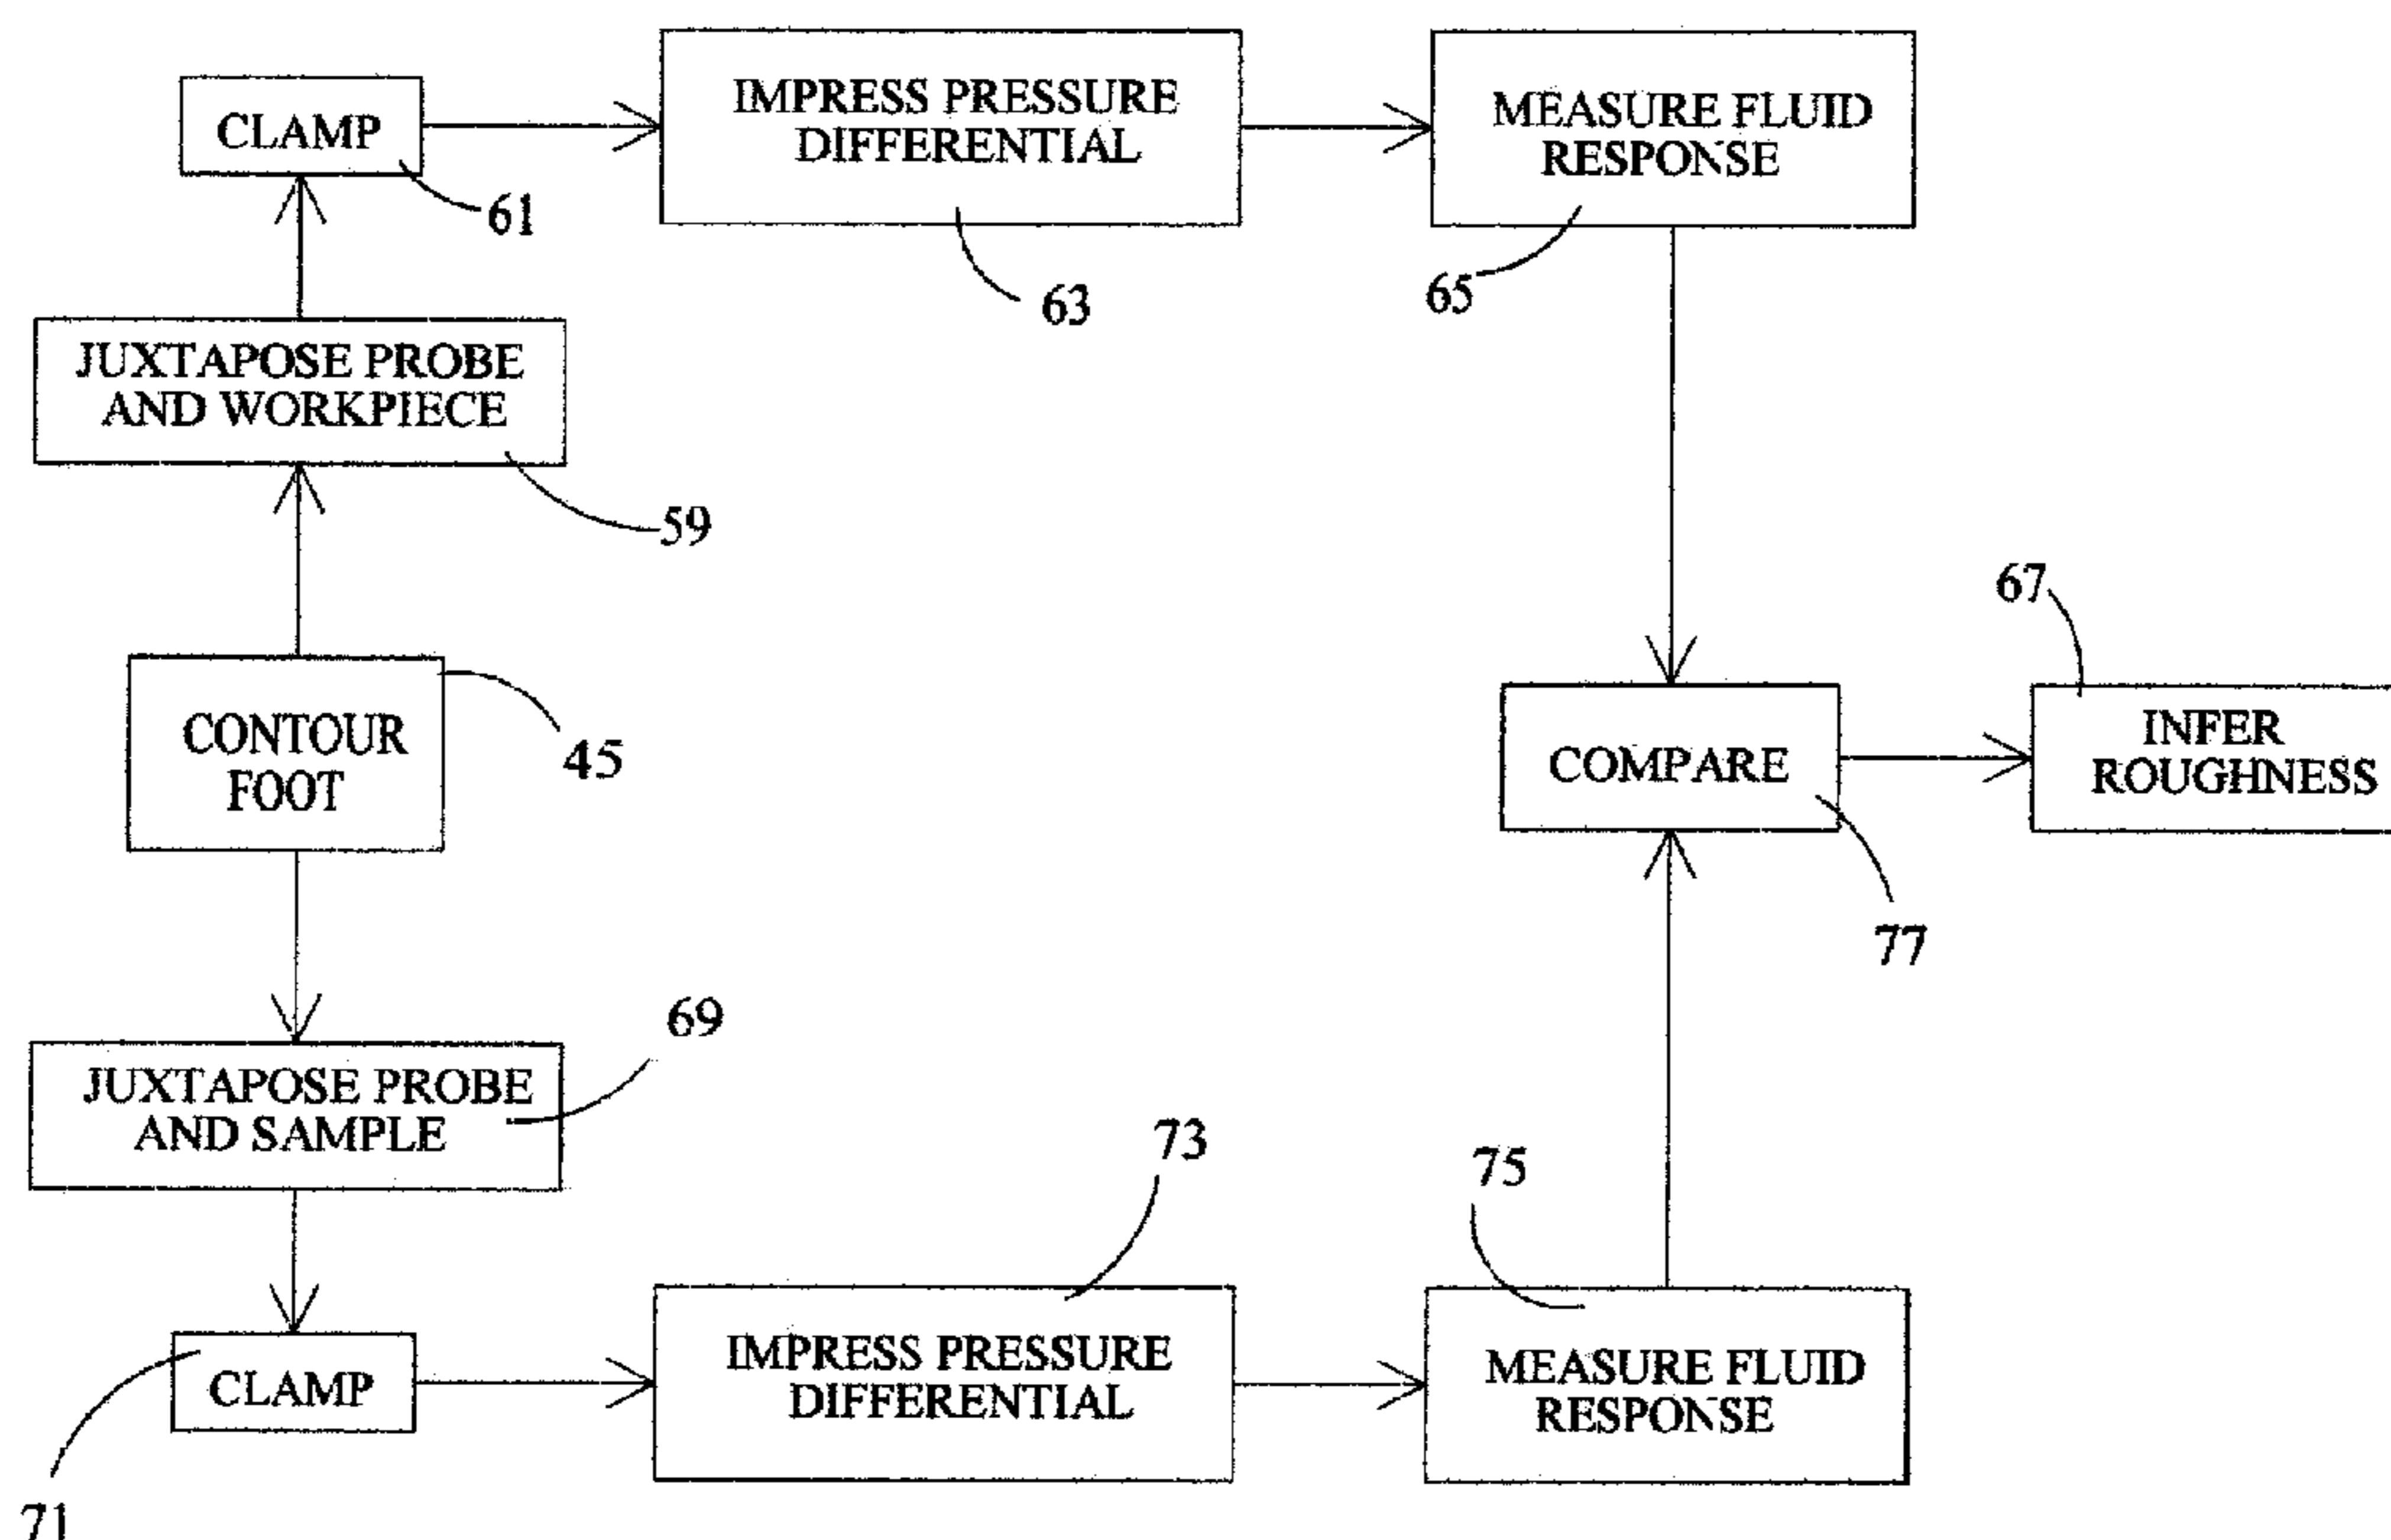 CLAMP
61
IMPRESS PRESSURE
DIFFERENTIAL
63
MEASURE FLUID
RESPONSE
65
JUXTAPOSE PROBE
AND WORKPIECE
59
CONTOUR
FOOT
45
COMPARE
77
67
INFER
ROUGHNESS
JUXTAPOSE PROBE
AND SAMPLE
69
CLAMP
71
IMPRESS PRESSURE
DIFFERENTIAL
73
MEASURE FLUID
RESPONSE
75